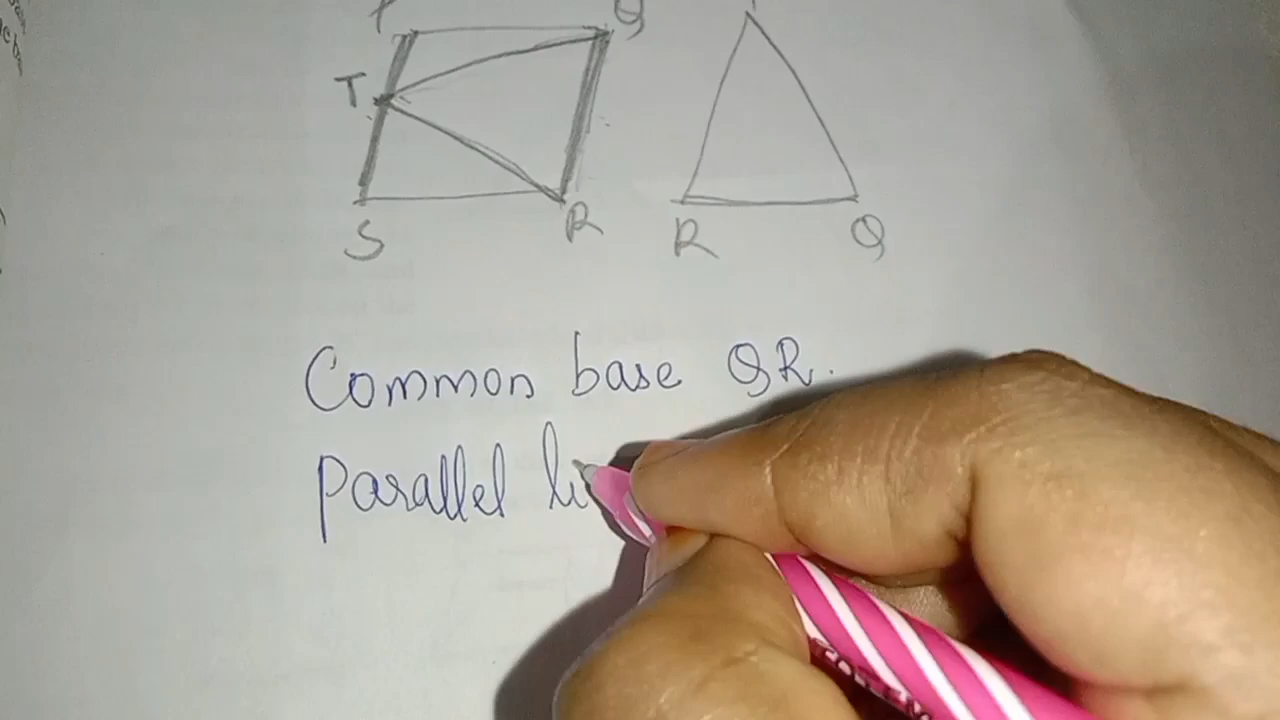 P Q
T
S R R Q
Common base QR.
Parallel li